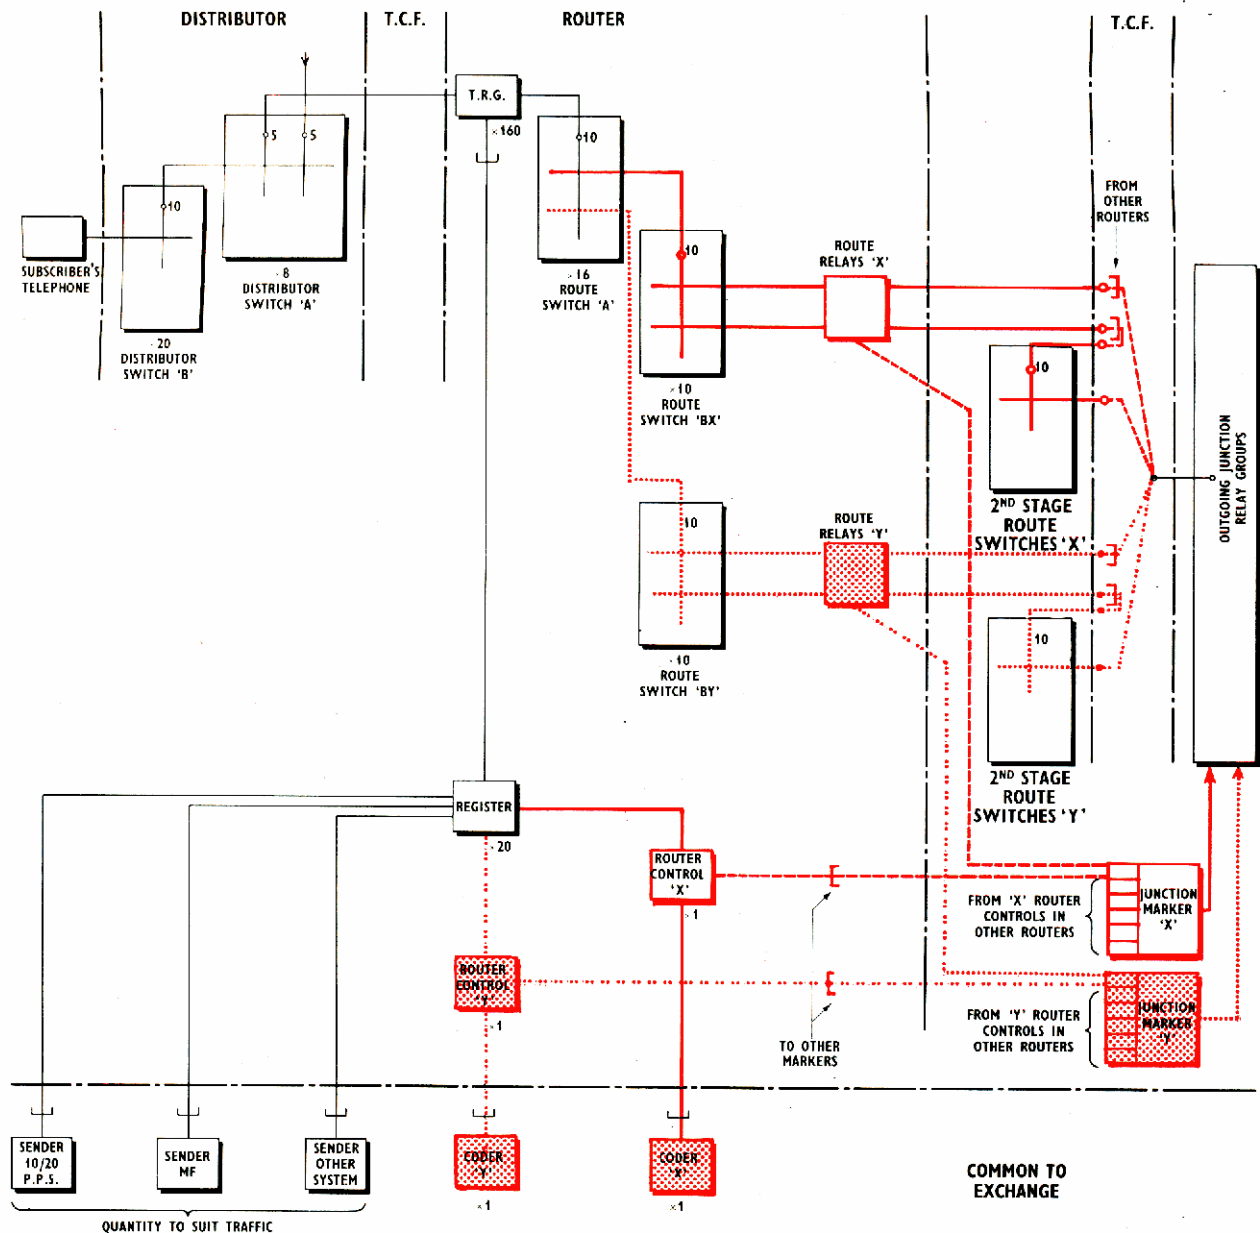 DISTRIBUTOR
T.C.F.
ROUTER
T.C.F.
T.R.G.
×160
5
5
10
10
FROM
OTHER
ROUTERS
SUBSCRIBER'S
TELEPHONE
8
DISTRIBUTOR
SWITCH 'A'
16
ROUTE
SWITCH 'A'
10
ROUTE
RELAYS 'X'
20
DISTRIBUTOR
SWITCH 'B'
×10
ROUTE
SWITCH 'BX'
10
2ND STAGE
ROUTE
SWITCHES 'X'
OUTGOING JUNCTION
RELAY GROUPS
10
ROUTE
RELAYS 'Y'
10
ROUTE
SWITCH 'BY'
10
2ND STAGE
ROUTE
SWITCHES 'Y'
REGISTER
20
ROUTER
CONTROL
'X'
×1
FROM 'X' ROUTER
CONTROLS IN
OTHER ROUTERS
JUNCTION
MARKER
'X'
ROUTER
CONTROL
'Y'
×1
FROM 'Y' ROUTER
CONTROLS IN
OTHER ROUTERS
JUNCTION
MARKER
'Y'
TO OTHER
MARKERS
SENDER
10/20
P.P.S.
SENDER
MF
SENDER
OTHER
SYSTEM
CODER
'Y'
×1
CODER
'X'
×1
COMMON TO
EXCHANGE
QUANTITY TO SUIT TRAFFIC